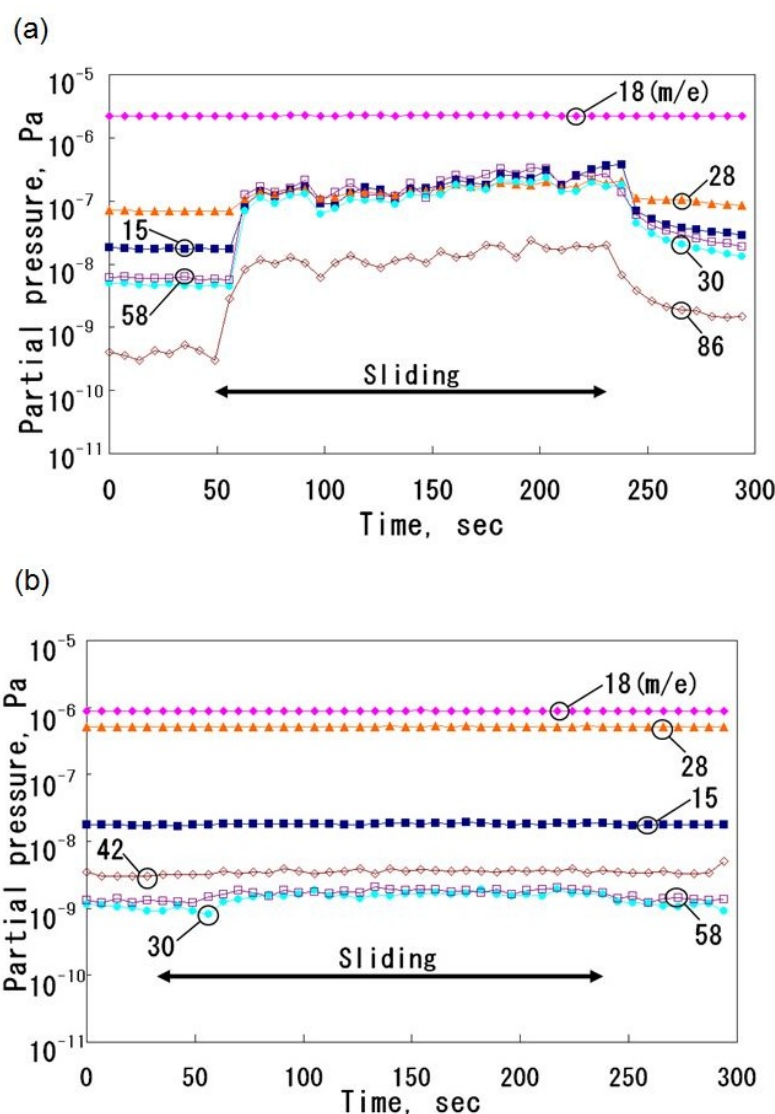 (a)
Partial pressure, Pa
10⁻⁵
10⁻⁶
10⁻⁷
10⁻⁸
10⁻⁹
10⁻¹⁰
10⁻¹¹
18(m/e)
28
15
58
30
86
Sliding
0 50 100 150 200 250 300
Time, sec
(b)
Partial pressure, Pa
10⁻⁵
10⁻⁶
10⁻⁷
10⁻⁸
10⁻⁹
10⁻¹⁰
10⁻¹¹
18(m/e)
28
15
42
30
58
Sliding
0 50 100 150 200 250 300
Time, sec